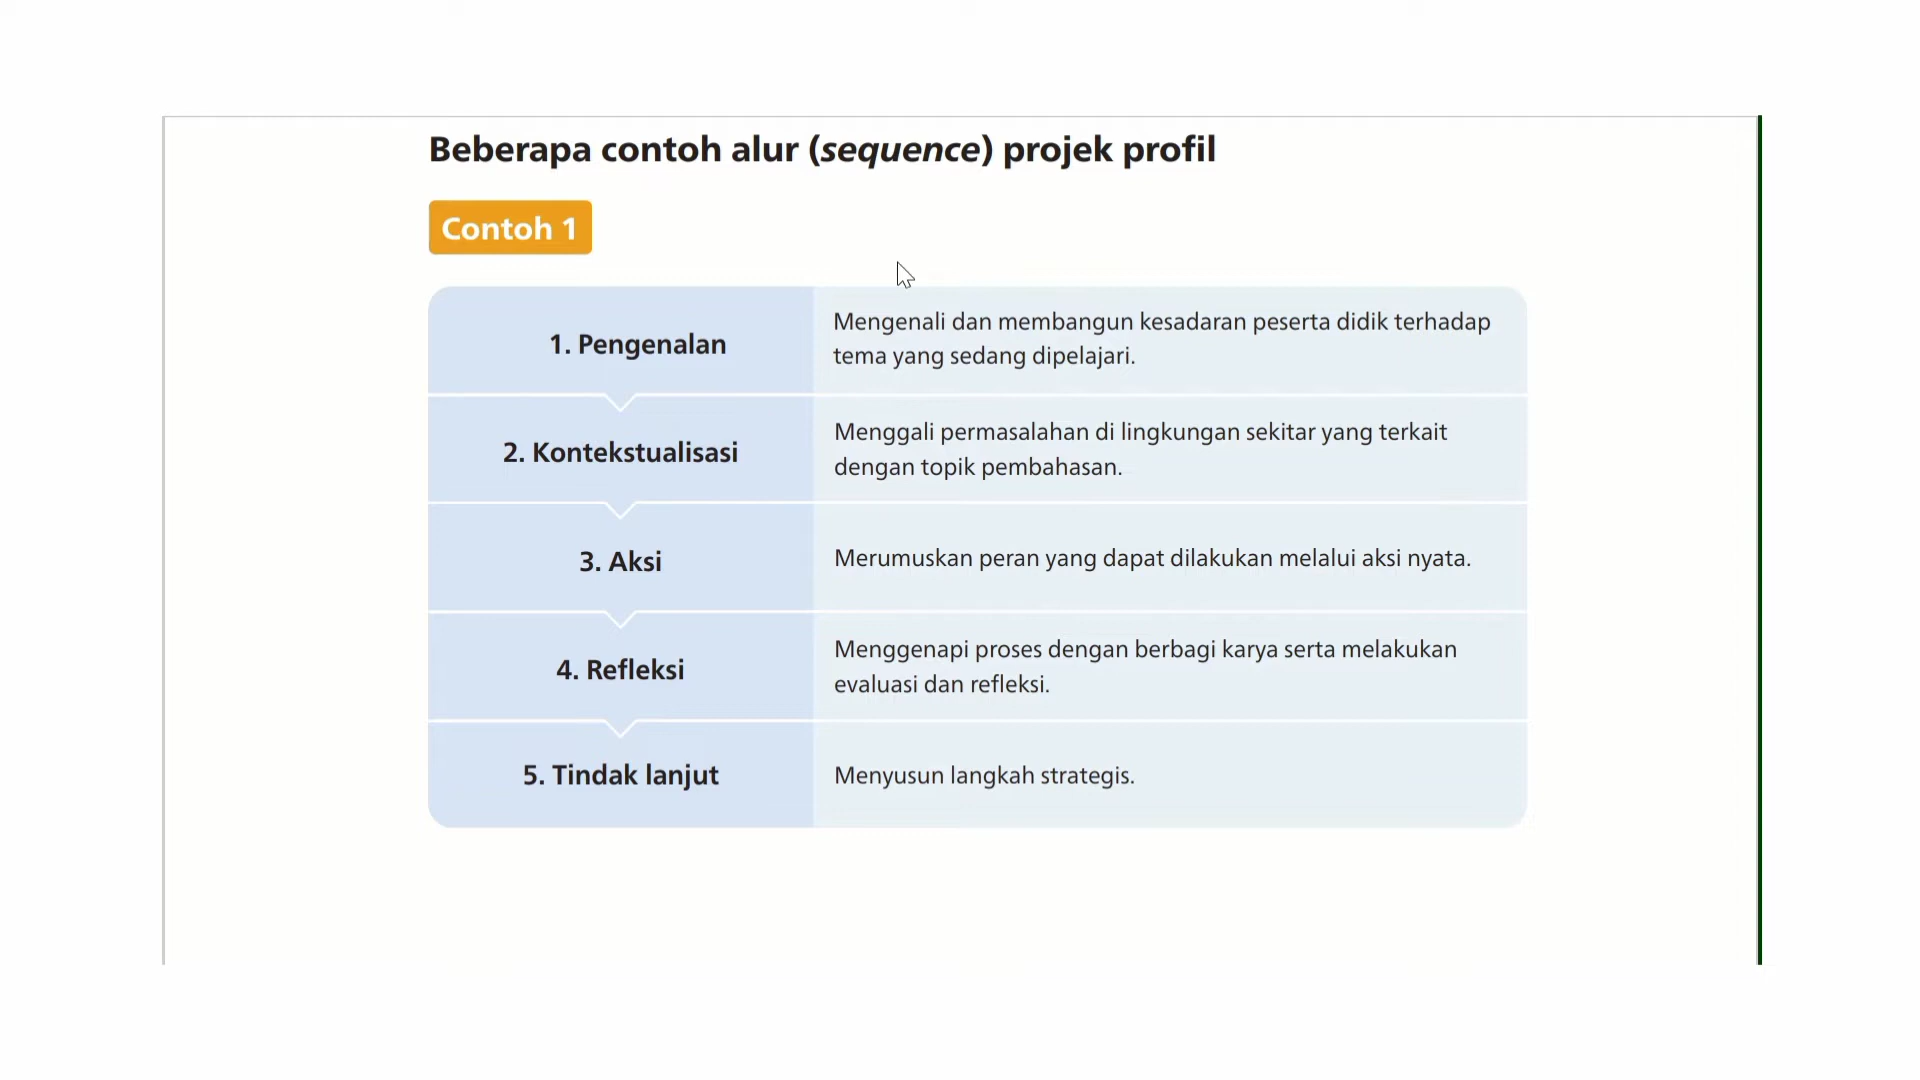 Beberapa contoh alur (sequence) projek profil
Contoh 1
1. Pengenalan
Mengenali dan membangun kesadaran peserta didik terhadap
tema yang sedang dipelajari.
2. Kontekstualisasi
Menggali permasalahan di lingkungan sekitar yang terkait
dengan topik pembahasan.
3. Aksi
Merumuskan peran yang dapat dilakukan melalui aksi nyata.
4. Refleksi
Menggenapi proses dengan berbagi karya serta melakukan
evaluasi dan refleksi.
5. Tindak lanjut
Menyusun langkah strategis.